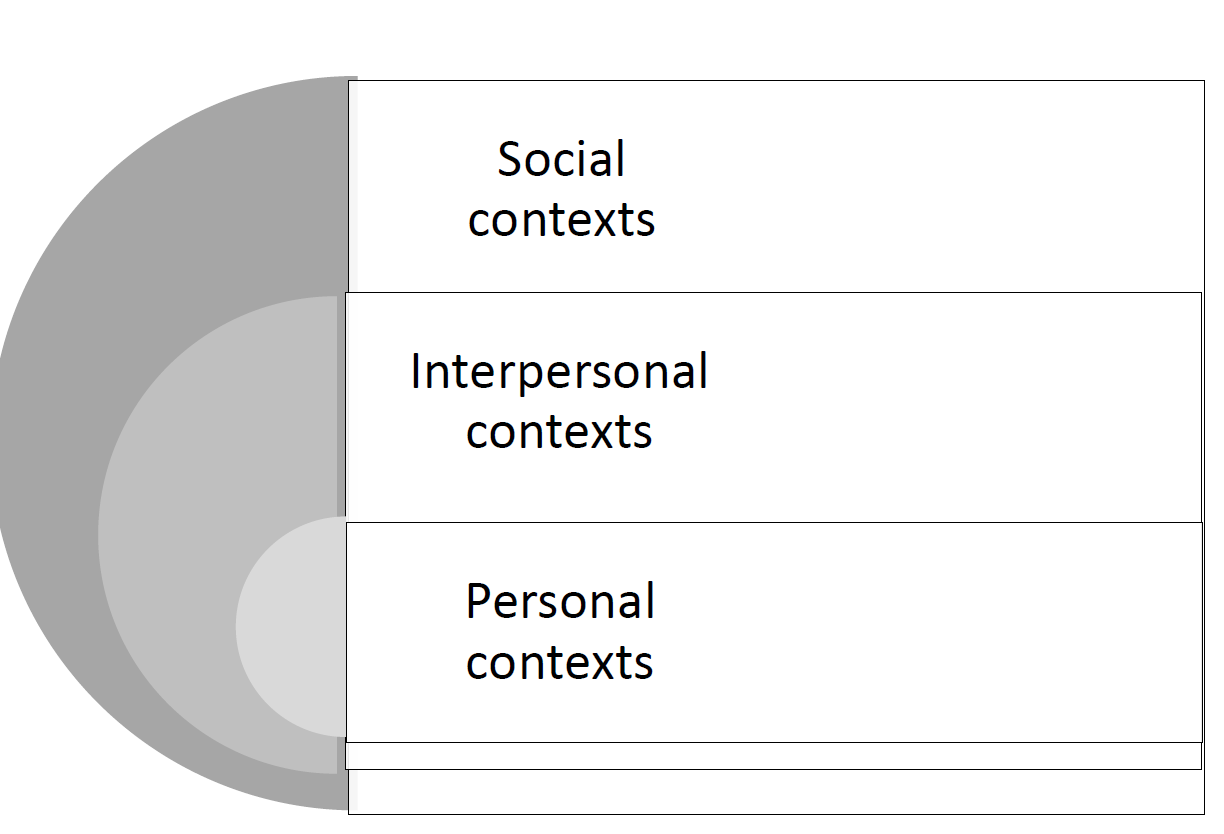 Social
contexts
Interpersonal
contexts
Personal
contexts